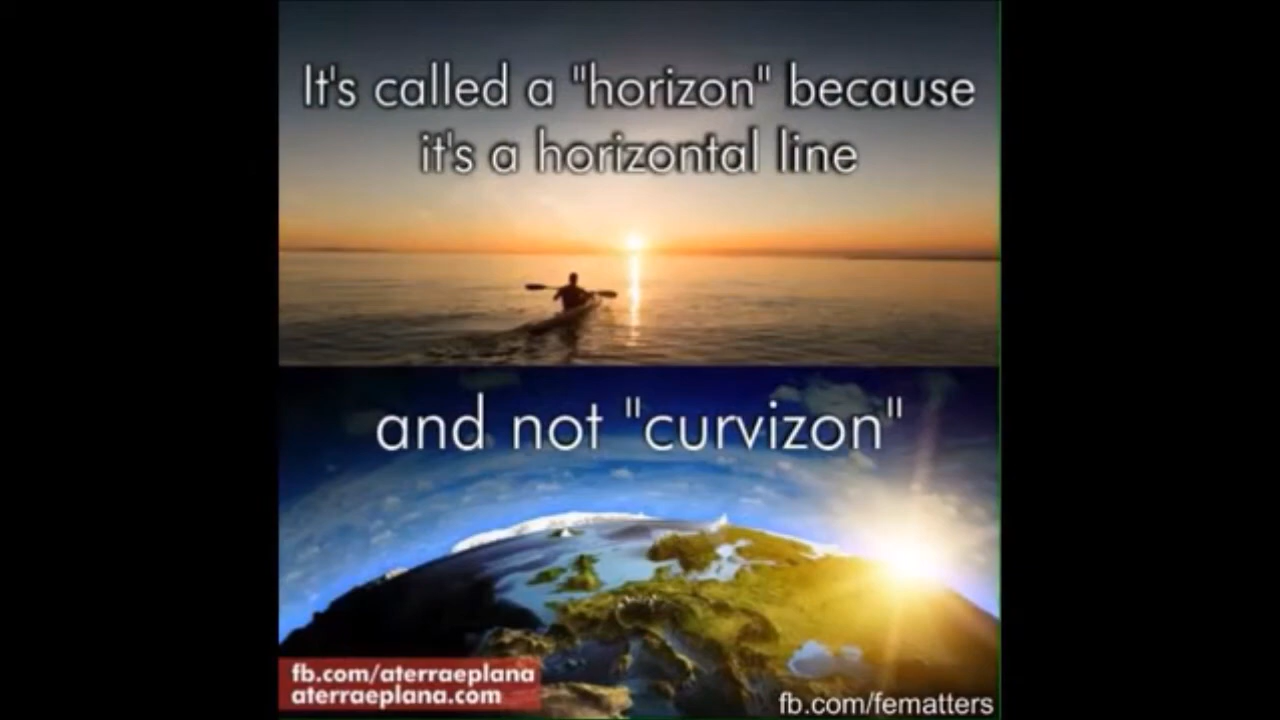 It's called a "horizon" because
it's a horizontal line
and not "curvizon"
fb.com/aterraeplana
aterraeplana.com
fb.com/fematters